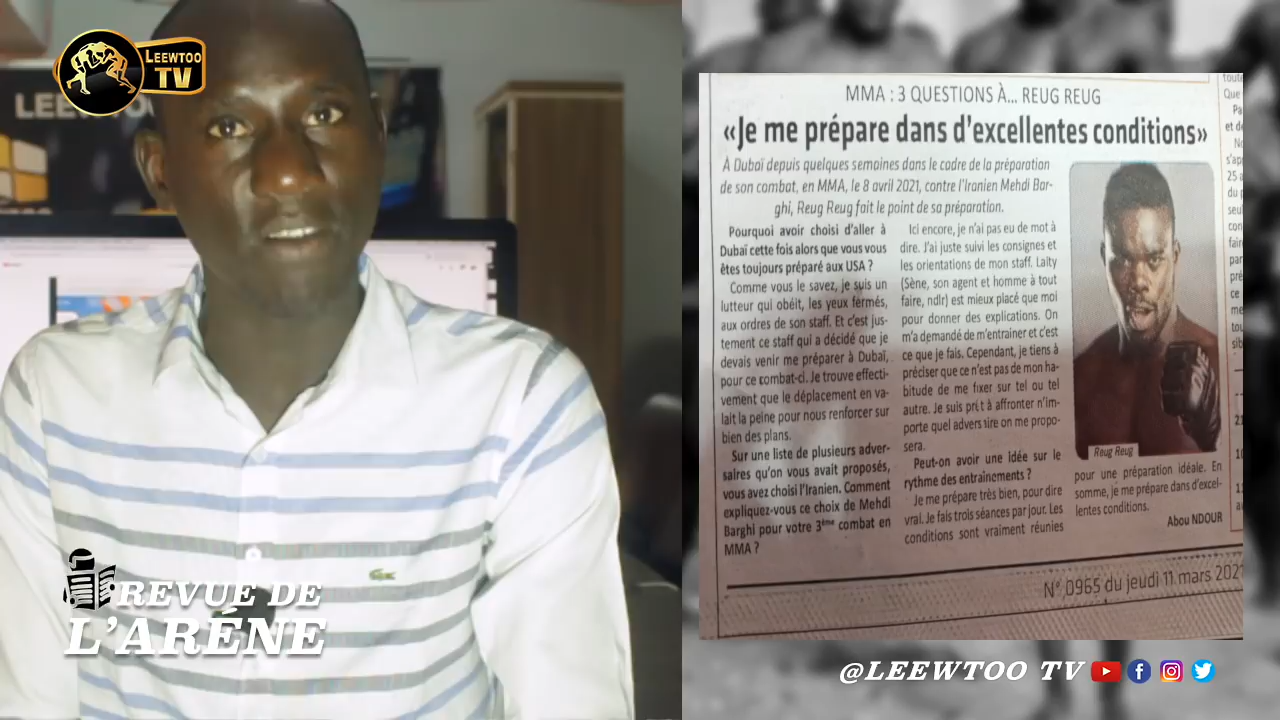 LEEWTOO
TV
LEEWTOO
REVUE DE
L'ARÉNE
MMA : 3 QUESTIONS À... REUG REUG
«Je me prépare dans d'excellentes conditions»
À Dubaï depuis quelques semaines dans le cadre de la préparation
de son combat, en MMA, le 8 avril 2021, contre l'Iranien Mehdi Bar-
ghi, Reug Reug fait le point de sa préparation.
Pourquoi avoir choisi d'aller à
Dubaï cette fois alors que vous vous
êtes toujours préparé aux USA ?
Comme vous le savez, je suis un
lutteur qui obéit, les yeux fermés,
aux ordres de son staff. Et c'est jus-
tement ce staff qui a décidé que je
devais venir me préparer à Dubaï,
pour ce combat-ci. Je trouve effecti-
vement que le déplacement en va-
lait la peine pour nous renforcer sur
bien des plans.
Sur une liste de plusieurs adver-
saires qu'on vous avait proposés,
vous avez choisi l'Iranien. Comment
expliquez-vous ce choix de Mehdi
Barghi pour votre 3ème combat en
MMA ?
Ici encore, je n'ai pas eu de mot à
dire. J'ai juste suivi les consignes et
les orientations de mon staff. Laity
(Sène, son agent et homme à tout
faire, ndlr) est mieux placé que moi
pour donner des explications. On
m'a demandé de m'entrainer et c'est
ce que je fais. Cependant, je tiens à
préciser que ce n'est pas de mon ha-
bitude de me fixer sur tel ou tel
autre. Je suis prêt à affronter n'im-
porte quel adversaire on me propo-
sera.
Peut-on avoir une idée sur le
rythme des entraînements ?
Je me prépare très bien, pour dire
vrai. Je fais trois séances par jour. Les
conditions sont vraiment réunies
Reug Reug
pour une préparation idéale. En
somme, je me prépare dans d'excel-
lentes conditions.
Abou NDOUR
N° 0965 du jeudi 11 mars 2021
@LEEWTOO TV